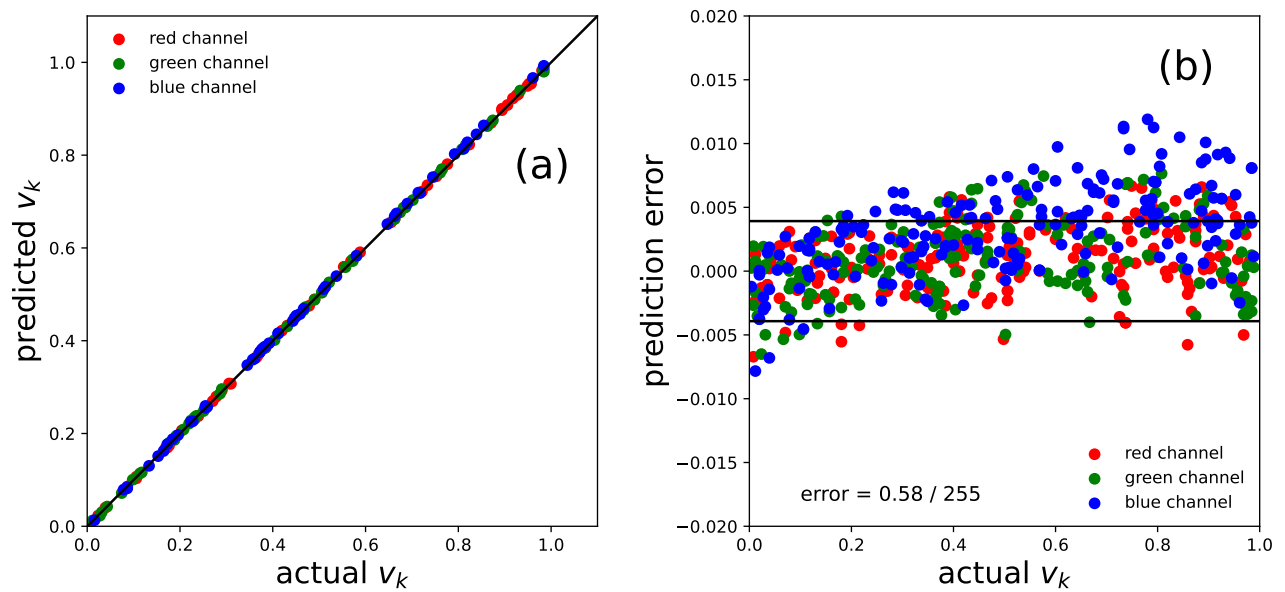 red channel
green channel
blue channel
(a)
1.0
0.8
0.6
0.4
0.2
0.0
0.0 0.2 0.4 0.6 0.8 1.0
predicted vk
actual vk
(b)
0.020
0.015
0.010
0.005
0.000
−0.005
−0.010
−0.015
−0.020
0.0 0.2 0.4 0.6 0.8 1.0
prediction error
error = 0.58 / 255
red channel
green channel
blue channel
actual vk